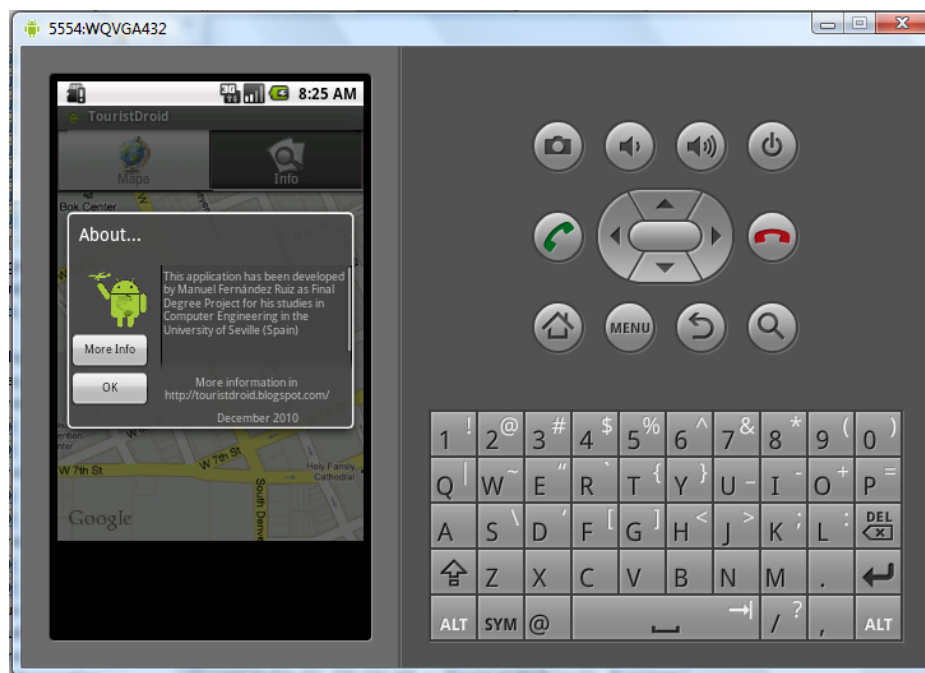 5554:WQVGA432
3G
8:25 AM
TouristDroid
Mapa
Info
Bok Center
About...
This application has been developed
by Manuel Fernández Ruiz as Final
Degree Project for his studies in
Computer Engineering in the
University of Seville (Spain)
More Info
OK
More information in
http://touristdroid.blogspot.com/
December 2010
W 7th St
W 7th St
Holy Family
Cathedral
South Denve
Google
MENU
1 ! 2 @ 3 # 4 $ 5 % 6 ^ 7 & 8 * 9 ( 0 )
Q | W ~ E " R ` T { Y } U _ I - O + P =
A S \ D ' F [ G ] H < J > K ; L : DEL
Z X C V B N M .
ALT SYM @ / ? , ALT